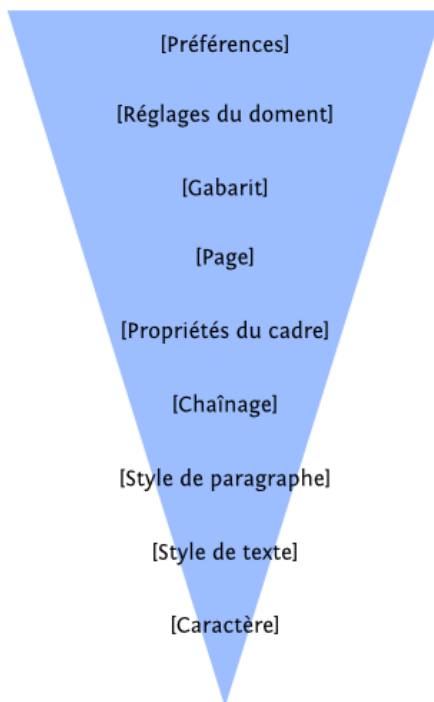 [Préférences]
[Réglages du doment]
[Gabarit]
[Page]
[Propriétés du cadre]
[Chaînage]
[Style de paragraphe]
[Style de texte]
[Caractère]